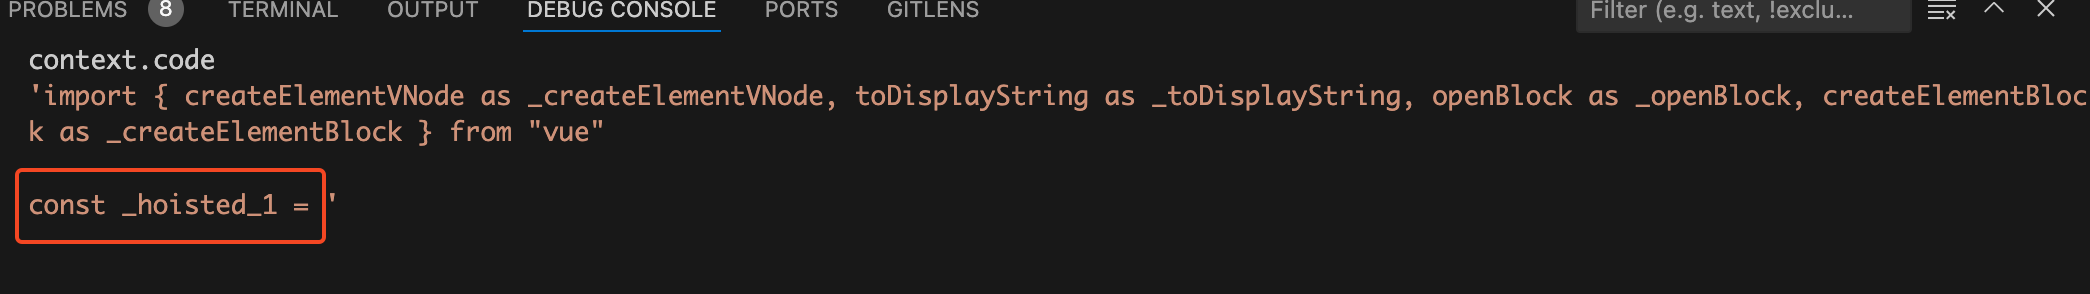 PROBLEMS 8 TERMINAL OUTPUT DEBUG CONSOLE PORTS GITLENS Filter (e.g. text, !exclu...
context.code
'import { createElementVNode as _createElementVNode, toDisplayString as _toDisplayString, openBlock as _openBlock, createElementBloc
k as _createElementBlock } from "vue"
const _hoisted_1 = '